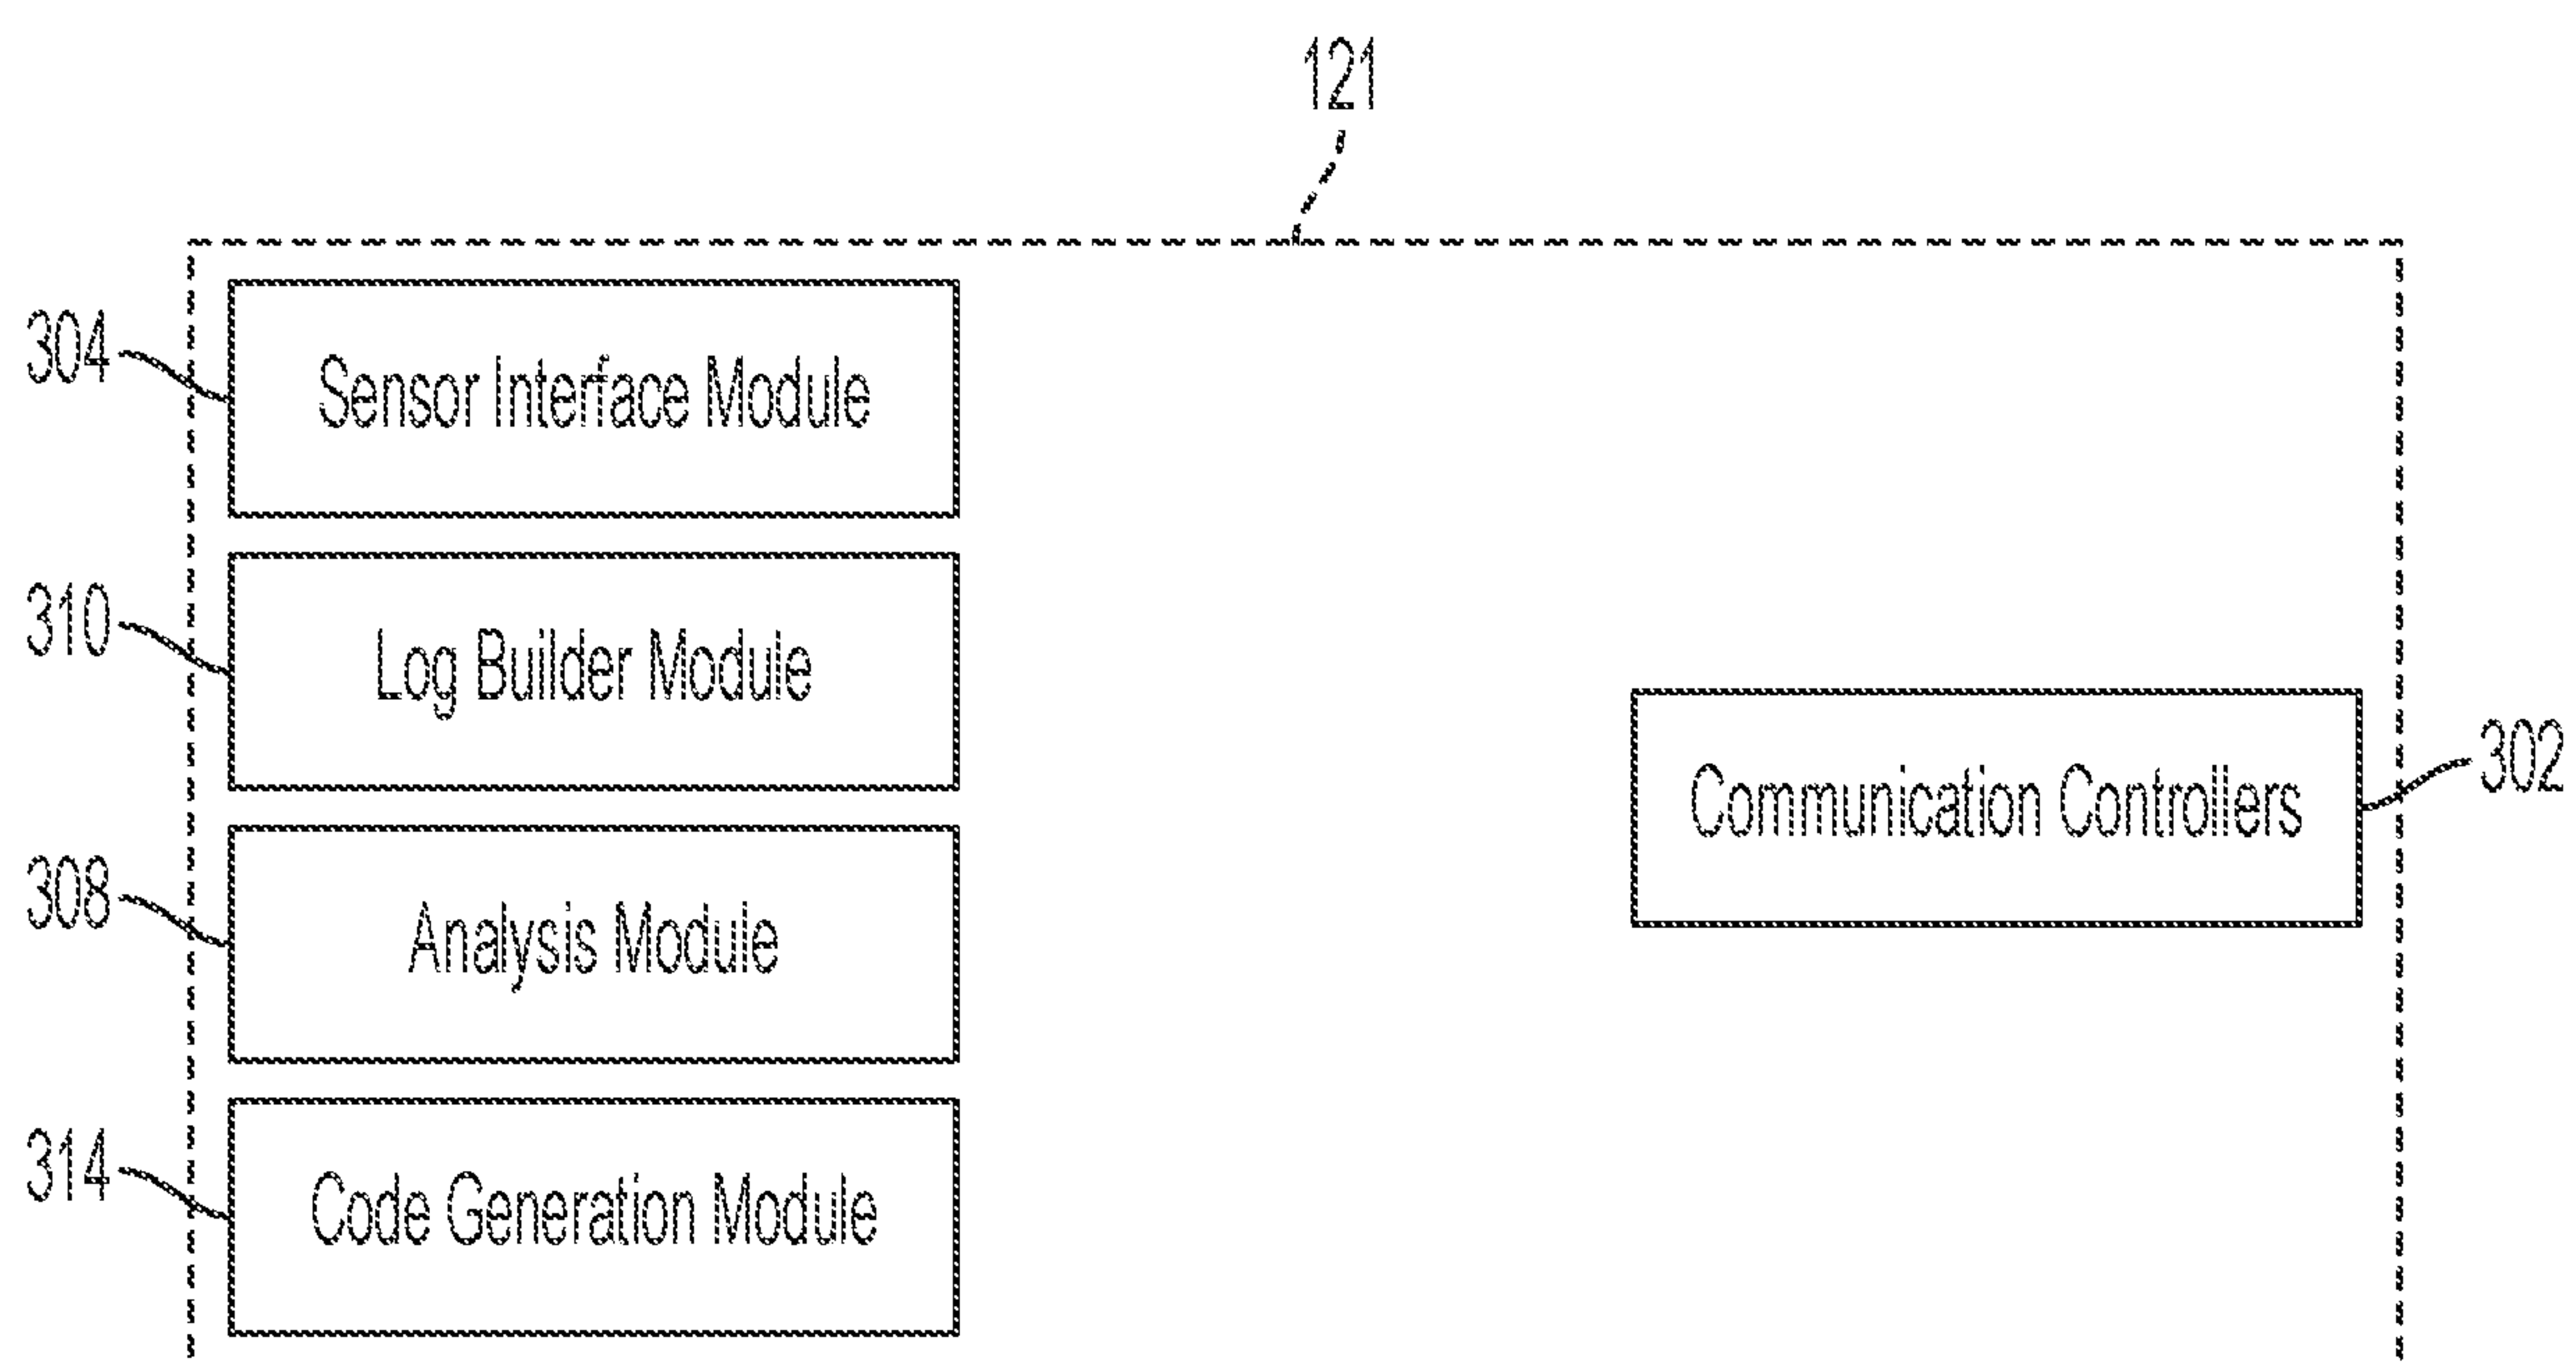 121
304
Sensor Interface Module
310
Log Builder Module
302
Communication Controllers
308
Analysis Module
314
Code Generation Module